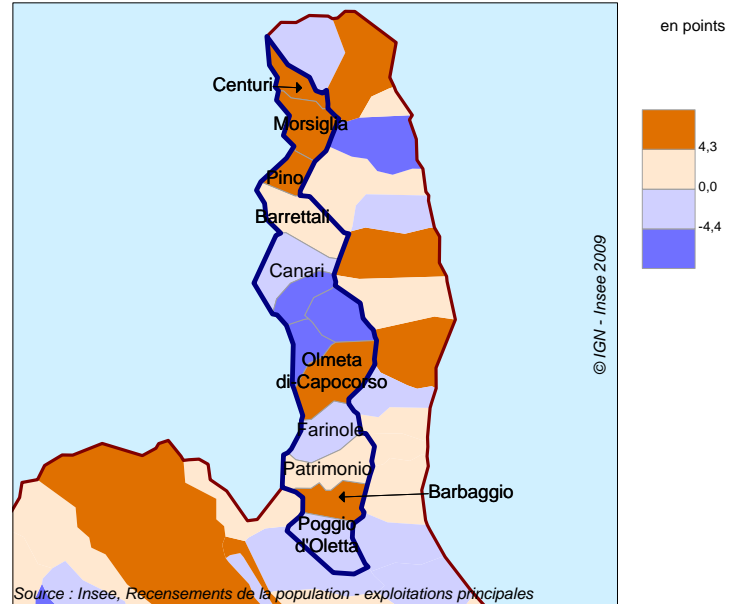 en points
4,3
0,0
-4,4
Centuri
Morsiglia
Pino
Barrettali
Canari
Olmeta
di-Capocorso
Farinole
Patrimonio
Barbaggio
Poggio
d'Oletta
© IGN - Insee 2009
Source : Insee, Recensements de la population - exploitations principales